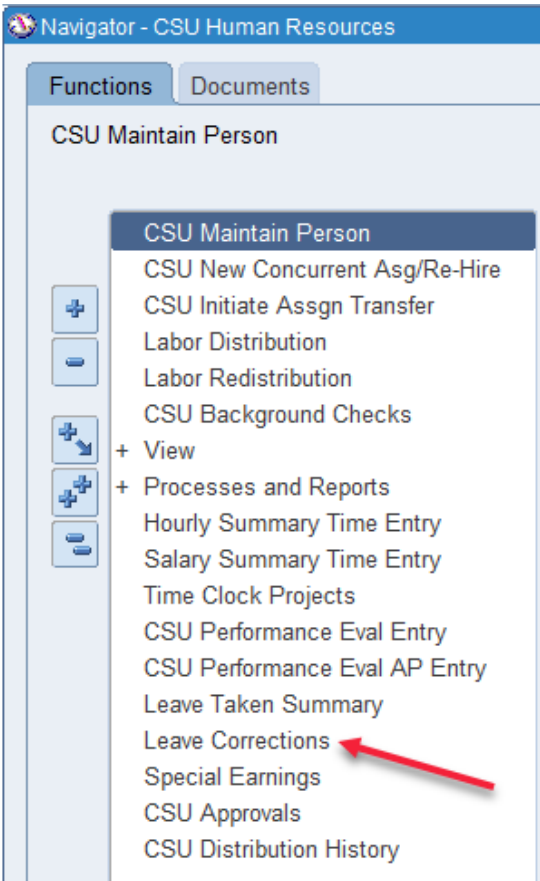 Navigator - CSU Human Resources
Functions Documents
CSU Maintain Person
CSU Maintain Person
CSU New Concurrent Asg/Re-Hire
CSU Initiate Assgn Transfer
Labor Distribution
Labor Redistribution
CSU Background Checks
+ View
+ Processes and Reports
Hourly Summary Time Entry
Salary Summary Time Entry
Time Clock Projects
CSU Performance Eval Entry
CSU Performance Eval AP Entry
Leave Taken Summary
Leave Corrections
Special Earnings
CSU Approvals
CSU Distribution History